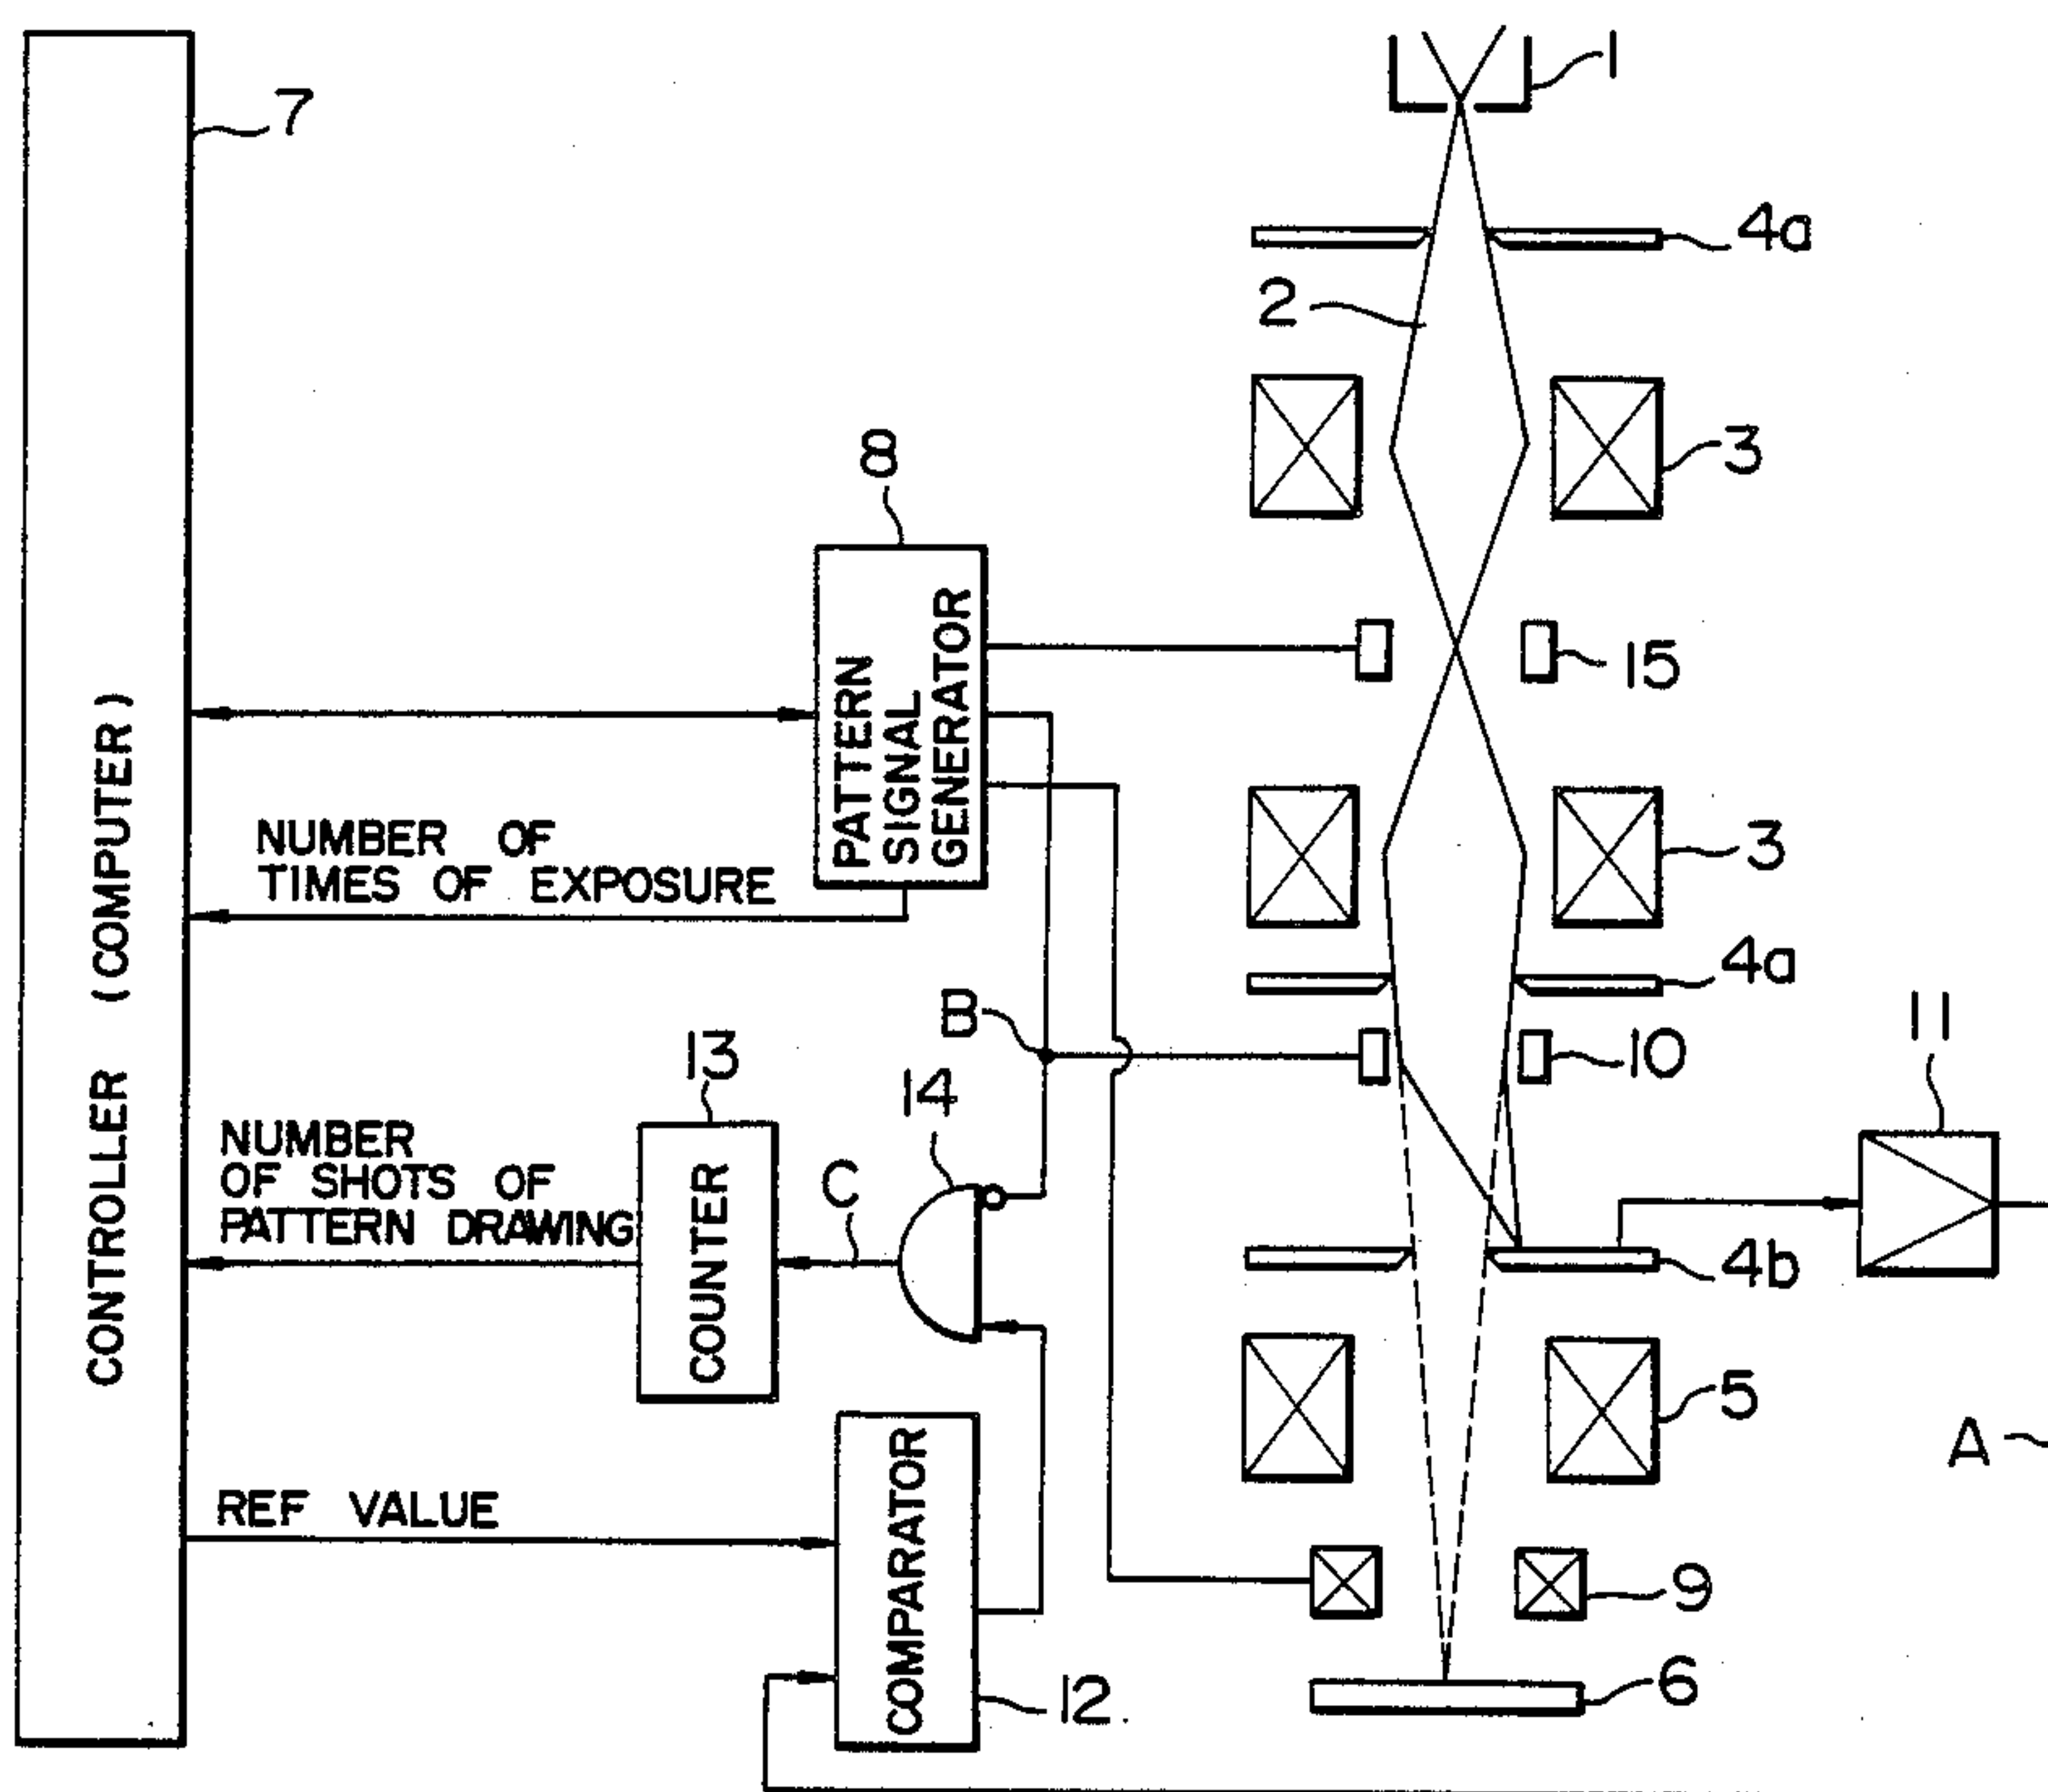 1
7
4a
2
8
3
PATTERN
SIGNAL
GENERATOR
15
CONTROLLER (COMPUTER)
NUMBER OF
TIMES OF EXPOSURE
3
4a
B
10
11
13
14
NUMBER
OF SHOTS OF
PATTERN DRAWING
COUNTER
C
4b
5
A
REF VALUE
COMPARATOR
9
12
6